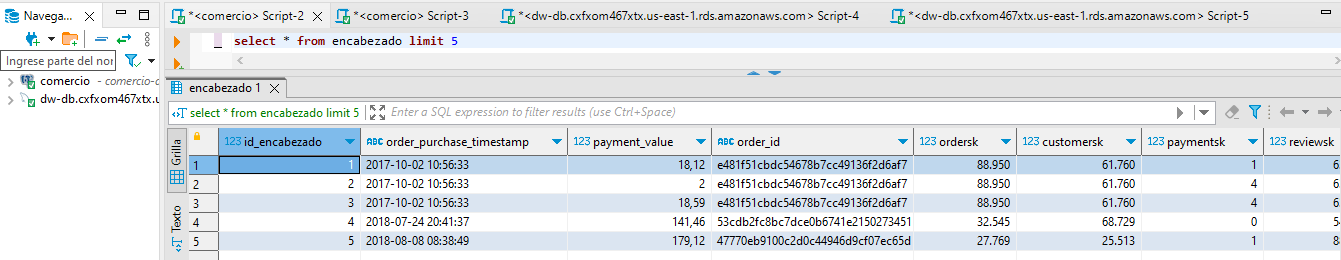 Navega...
*<comercio> Script-2
*<comercio> Script-3
*<dw-db.cxfxom467xtx.us-east-1.rds.amazonaws.com> Script-4
*<dw-db.cxfxom467xtx.us-east-1.rds.amazonaws.com> Script-5
select * from encabezado limit 5
Ingrese parte del nor
comercio - comercio-d
dw-db.cxfxom467xtx.u
encabezado 1
select * from encabezado limit 5
Enter a SQL expression to filter results (use Ctrl+Space)
Grilla
Texto
123 id_encabezado ABC order_purchase_timestamp 123 payment_value ABC order_id 123 ordersk 123 customersk 123 paymentsk 123 reviewsk
1 1 2017-10-02 10:56:33 18,12 e481f51cbdc54678b7cc49136f2d6af7 88.950 61.760 1 6
2 2 2017-10-02 10:56:33 2 e481f51cbdc54678b7cc49136f2d6af7 88.950 61.760 4 6
3 3 2017-10-02 10:56:33 18,59 e481f51cbdc54678b7cc49136f2d6af7 88.950 61.760 4 6
4 4 2018-07-24 20:41:37 141,46 53cdb2fc8bc7dce0b6741e2150273451 32.545 68.729 0 5
5 5 2018-08-08 08:38:49 179,12 47770eb9100c2d0c44946d9cf07ec65d 27.769 25.513 1 8